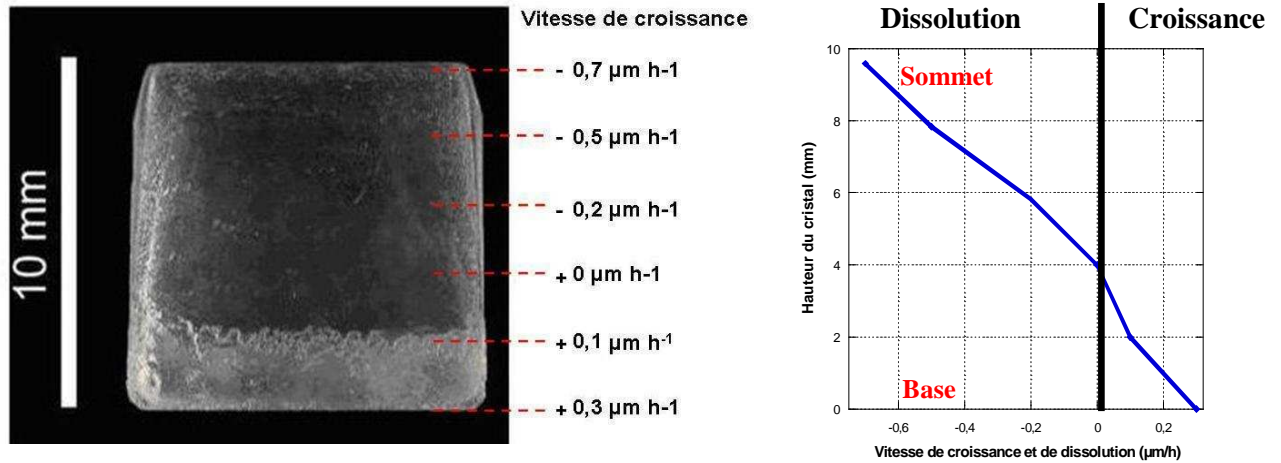 Vitesse de croissance
10 mm
- 0,7 µm h-1
- 0,5 µm h-1
- 0,2 µm h-1
+ 0 µm h-1
+ 0,1 µm h-1
+ 0,3 µm h-1
Dissolution Croissance
Sommet
Base
Hauteur du cristal (mm)
10
8
6
4
2
0
-0,6 -0,4 -0,2 0 0,2
Vitesse de croissance et de dissolution (µm/h)